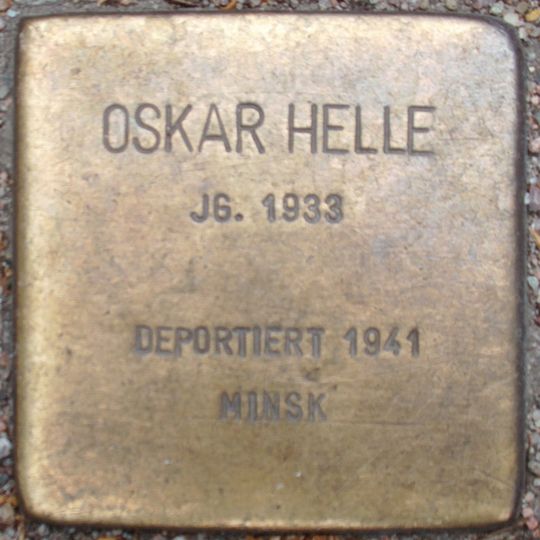 OSKAR HELLE
JG. 1933
DEPORTIERT 1941
MINSK